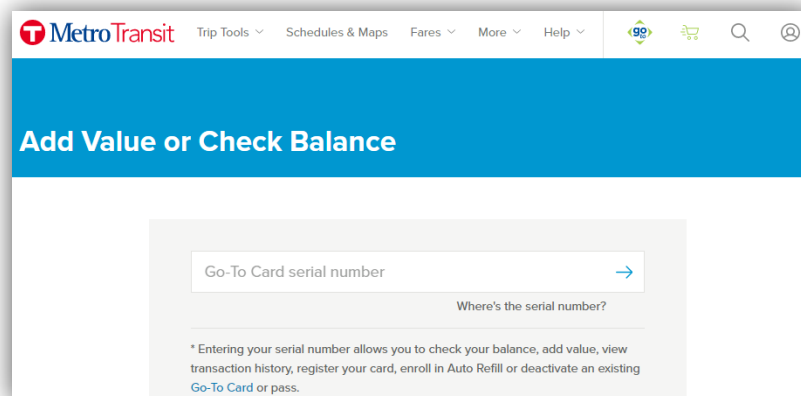 T MetroTransit Trip Tools Schedules & Maps Fares More Help go to
Add Value or Check Balance
Go-To Card serial number
Where's the serial number?
* Entering your serial number allows you to check your balance, add value, view
transaction history, register your card, enroll in Auto Refill or deactivate an existing
Go-To Card or pass.